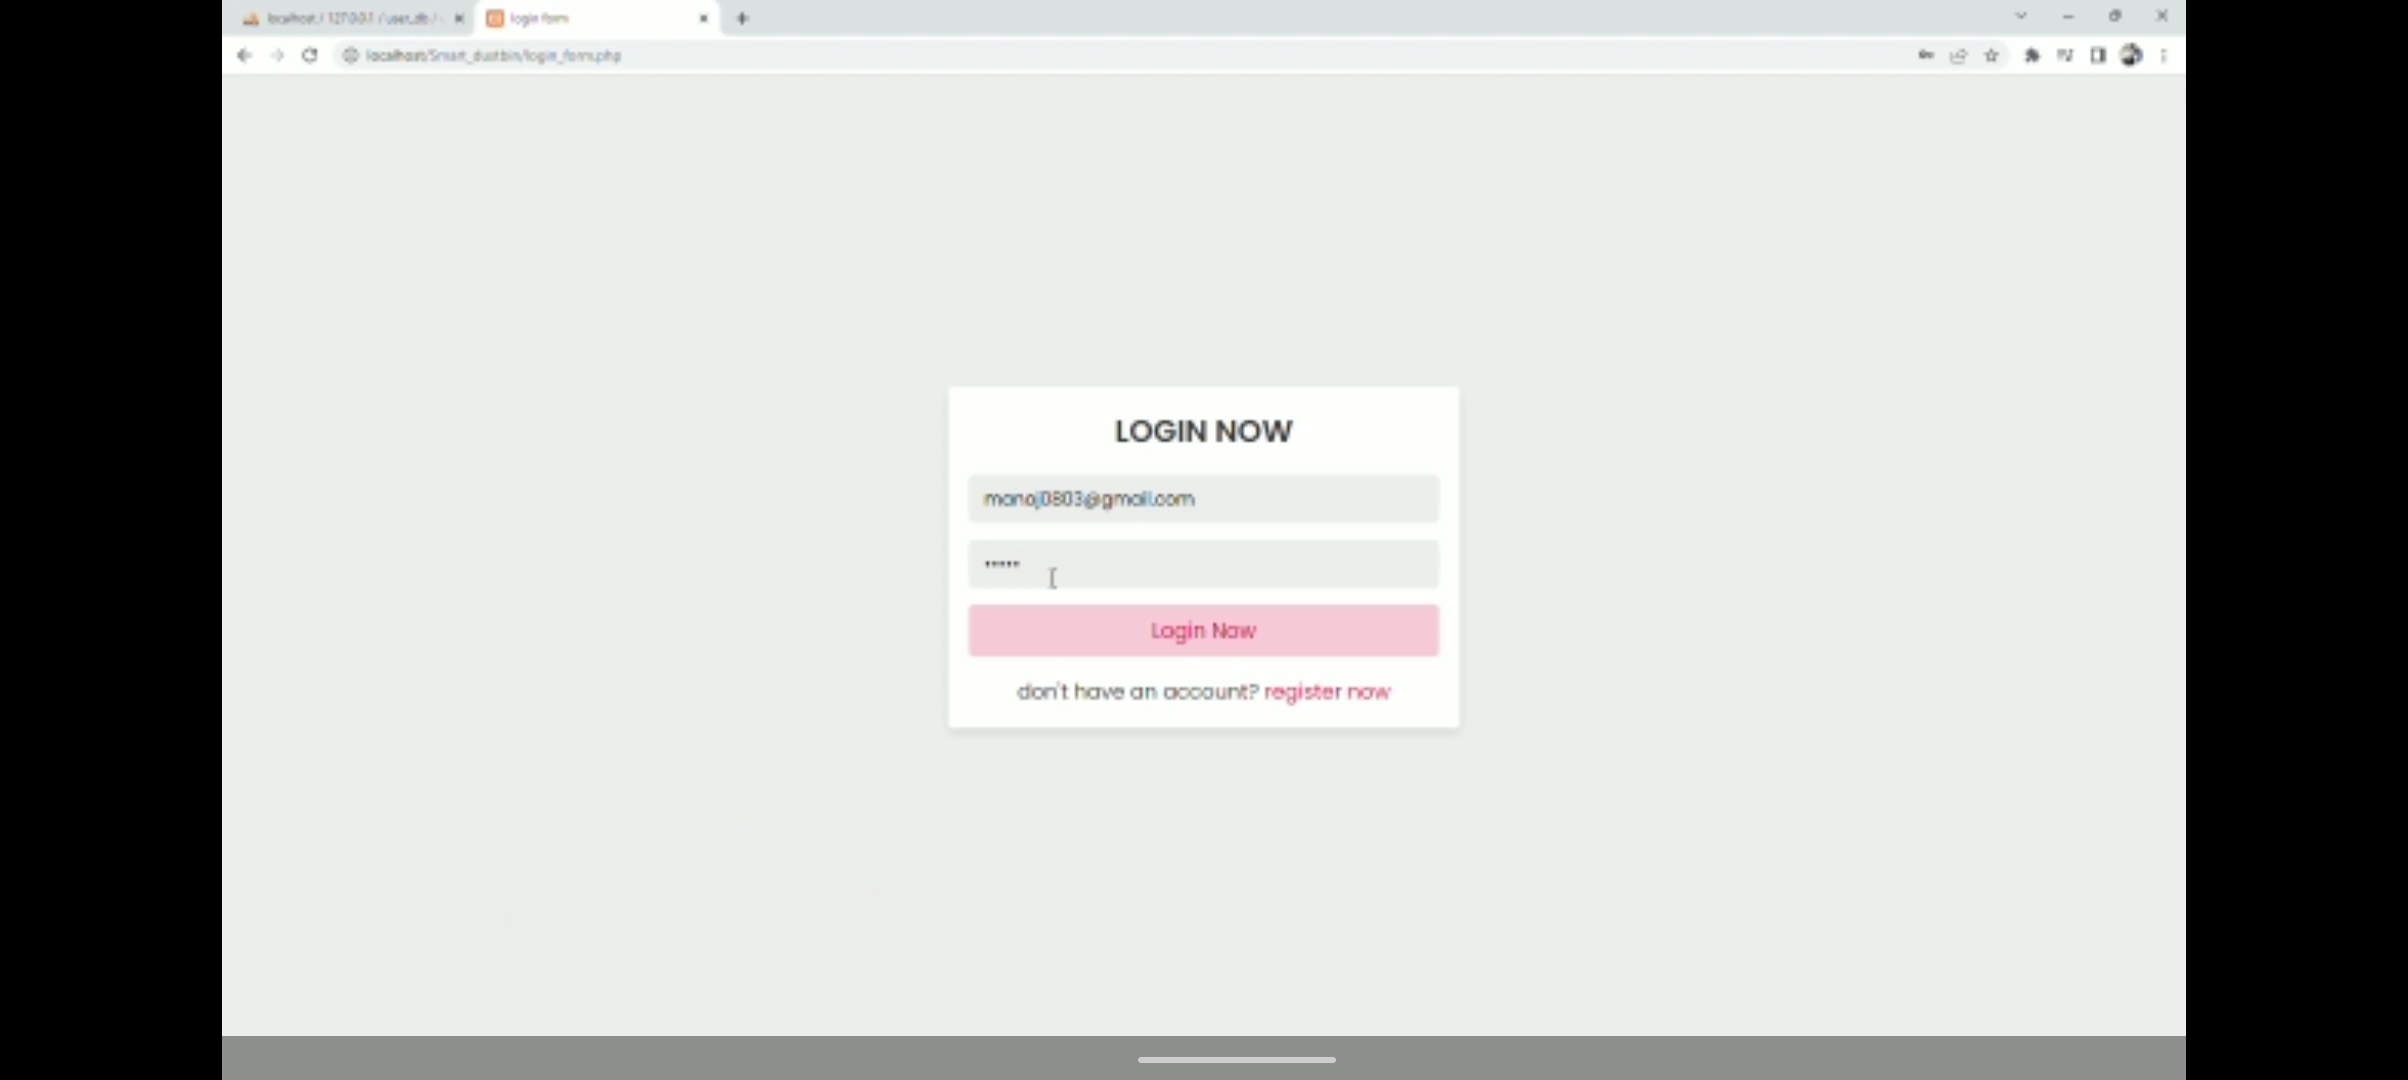 localhost / 127.0.0.1 / user_db /
login form
localhost/Smart_dustbin/login_form.php
LOGIN NOW
manoj0803@gmail.com
•••••
Login Now
don't have an account? register now